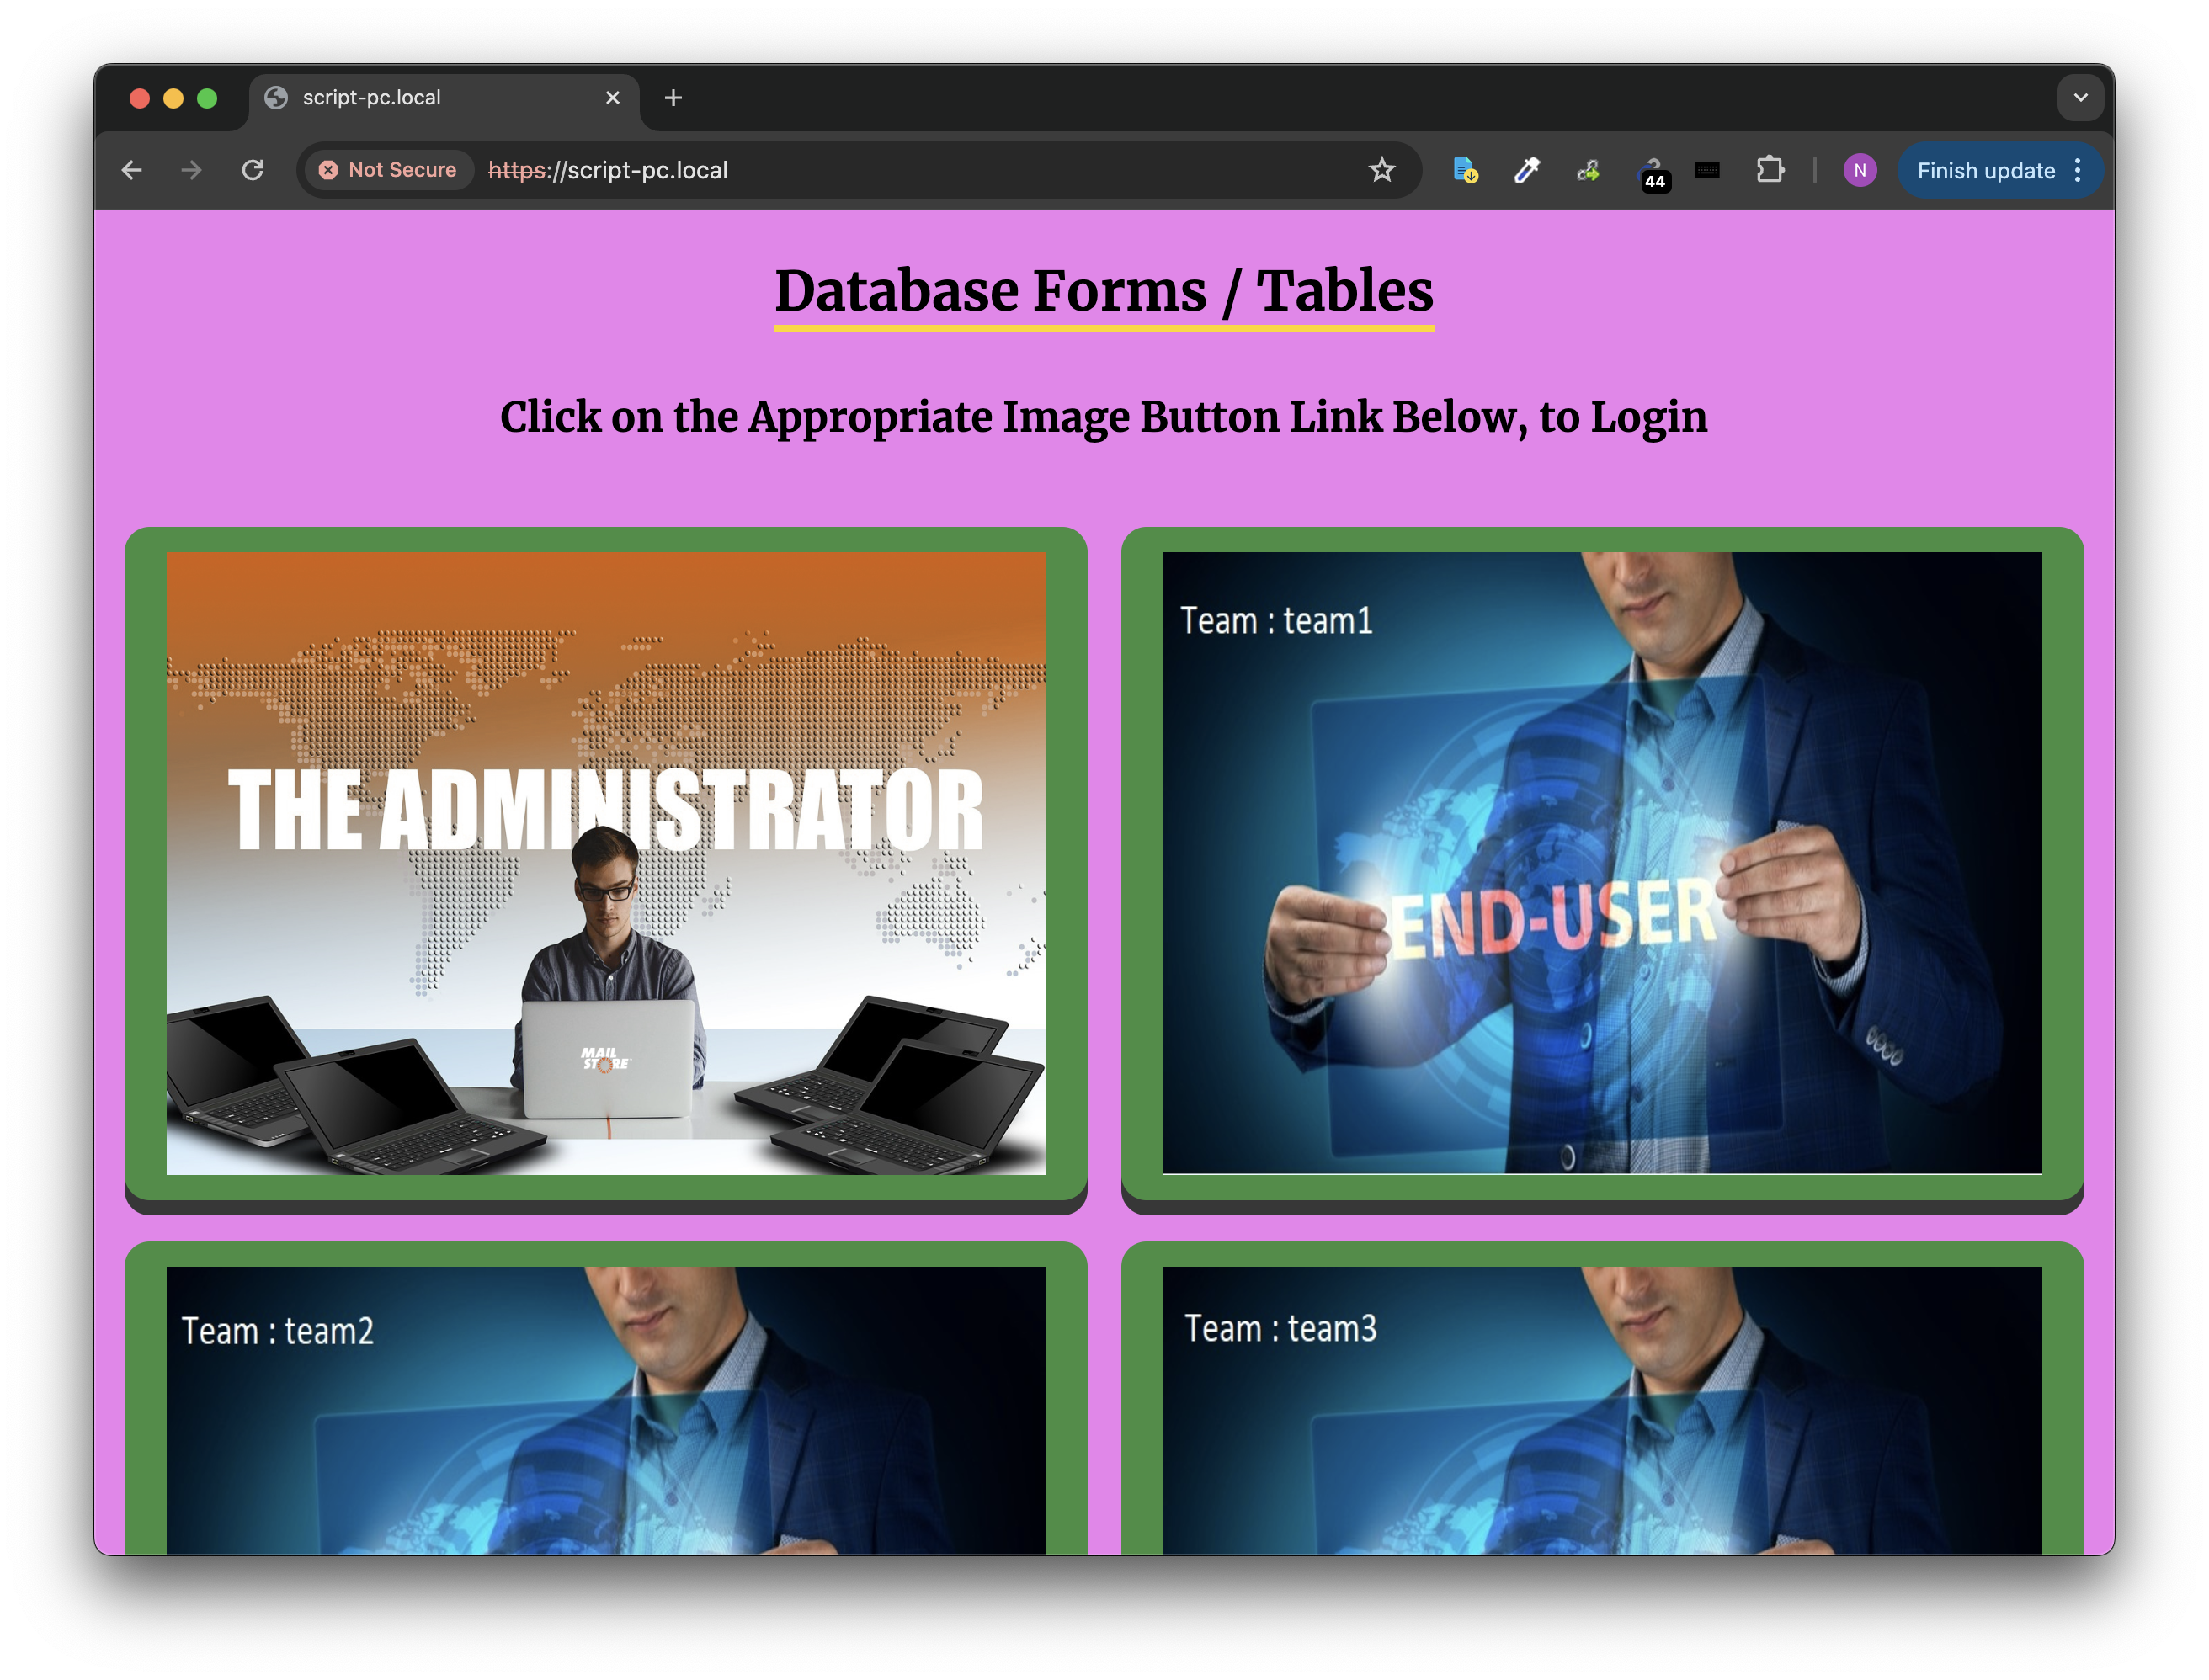 script-pc.local
Not Secure
https://script-pc.local
44
N
Finish update
Database Forms / Tables
Click on the Appropriate Image Button Link Below, to Login
THE ADMINISTRATOR
MAIL
STORE
Team : team1
END-USER
Team : team2
Team : team3